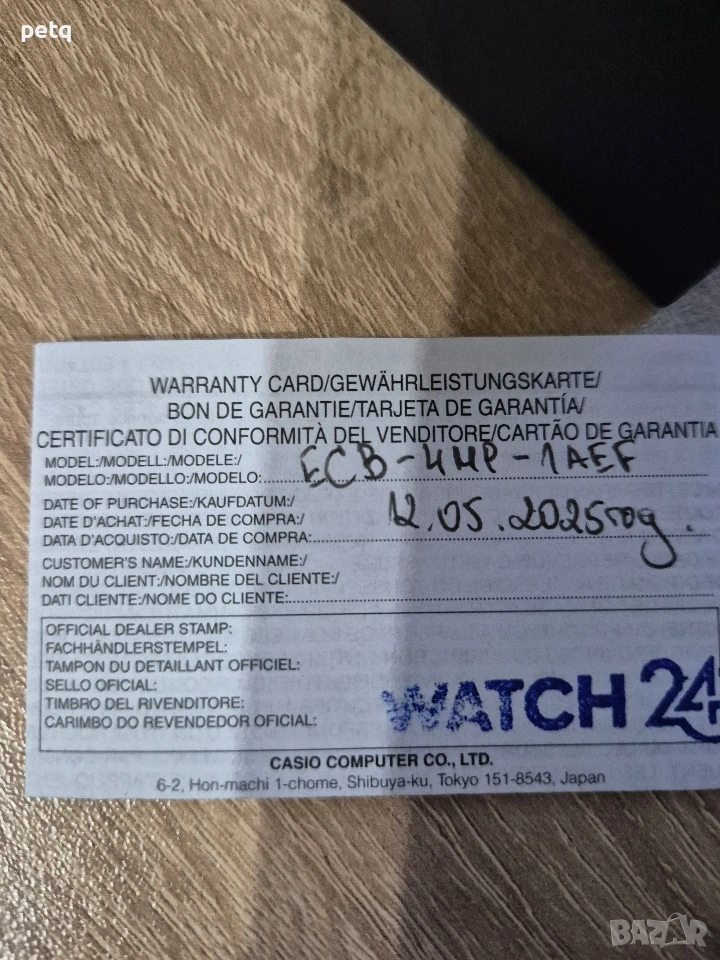 petq
WARRANTY CARD/GEWÄHRLEISTUNGSKARTE/
BON DE GARANTIE/TARJETA DE GARANTÍA/
CERTIFICATO DI CONFORMITÀ DEL VENDITORE/CARTÃO DE GARANTIA
MODEL:/MODELL:/MODELE:/
MODELO:/MODELLO:/MODELO: ECB-4MP-1AEF
DATE OF PURCHASE:/KAUFDATUM:/
DATE D'ACHAT:/FECHA DE COMPRA:/
DATA D'ACQUISTO:/DATA DE COMPRA: 12.05.2025год.
CUSTOMER'S NAME:/KUNDENNAME:/
NOM DU CLIENT:/NOMBRE DEL CLIENTE:/
DATI CLIENTE:/NOME DO CLIENTE:
OFFICIAL DEALER STAMP:
FACHHÄNDLERSTEMPEL:
TAMPON DU DETAILLANT OFFICIEL:
SELLO OFICIAL:
TIMBRO DEL RIVENDITORE:
CARIMBO DO REVENDEDOR OFICIAL:
WATCH 24
CASIO COMPUTER CO., LTD.
6-2, Hon-machi 1-chome, Shibuya-ku, Tokyo 151-8543, Japan
BAZAR